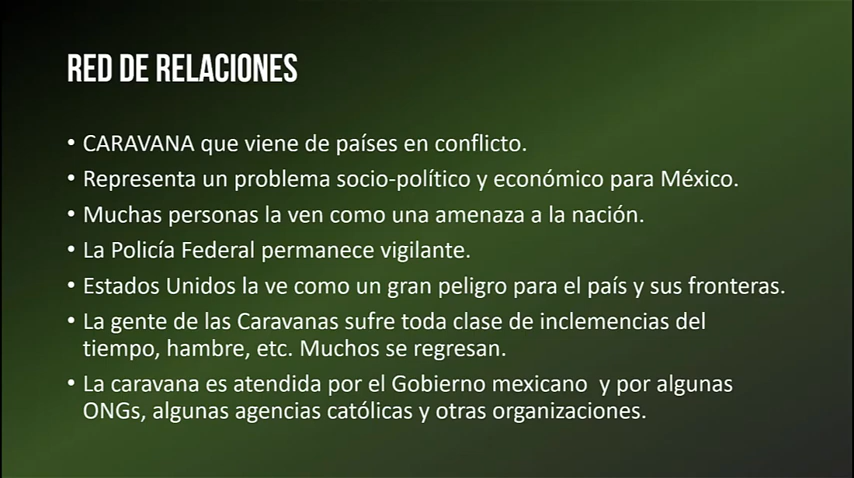 RED DE RELACIONES
• CARAVANA que viene de países en conflicto.
• Representa un problema socio-político y económico para México.
• Muchas personas la ven como una amenaza a la nación.
• La Policía Federal permanece vigilante.
• Estados Unidos la ve como un gran peligro para el país y sus fronteras.
• La gente de las Caravanas sufre toda clase de inclemencias del
tiempo, hambre, etc. Muchos se regresan.
• La caravana es atendida por el Gobierno mexicano  y por algunas
ONGs, algunas agencias católicas y otras organizaciones.